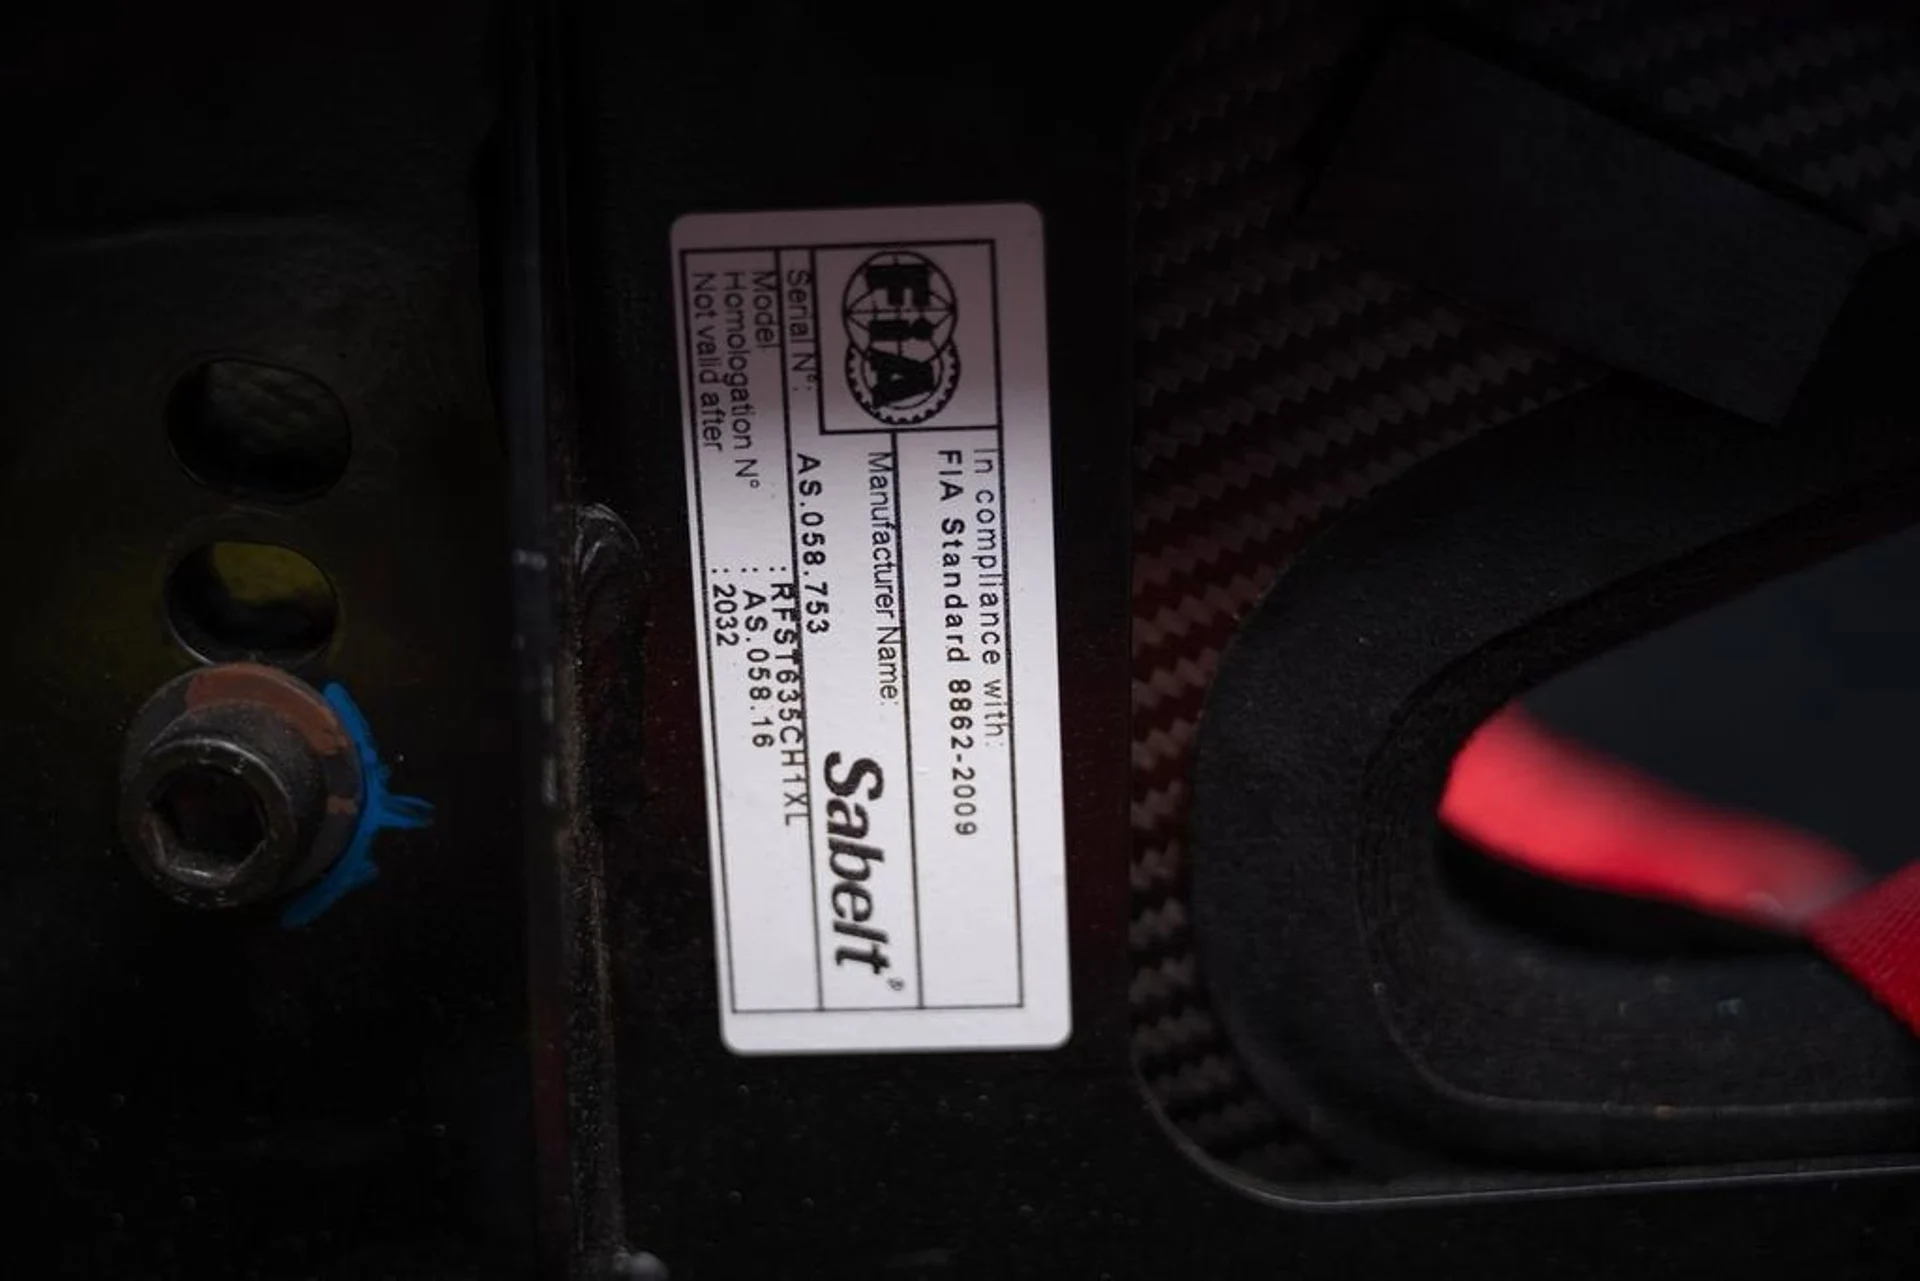 FIA
In compliance with:
FIA Standard 8862-2009
Manufacturer Name:
Sabelt®
Serial N°: AS.058.753
Model : RFST635CH1XL
Homologation N° : AS.058.16
Not valid after : 2032